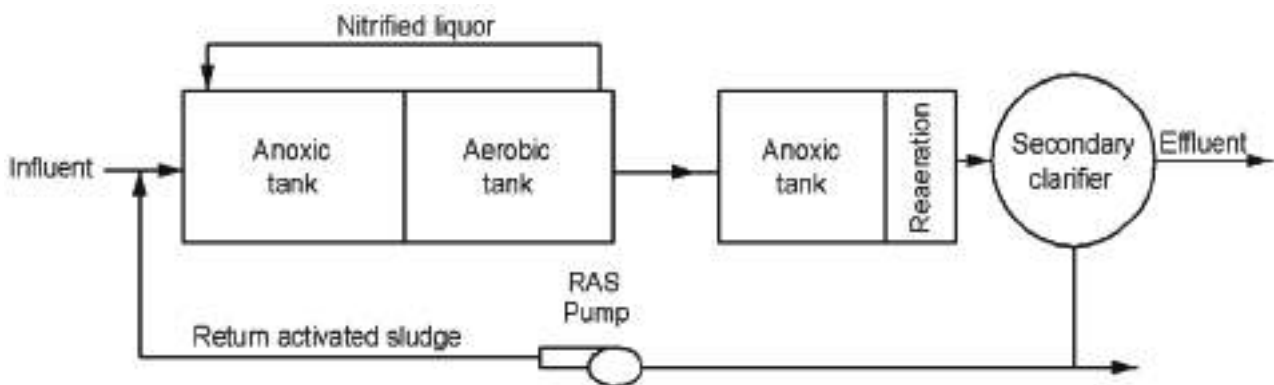 Nitrified liquor
Influent
Anoxic
tank
Aerobic
tank
Anoxic
tank
Reaeration
Secondary
clarifier
Effluent
RAS
Pump
Return activated sludge